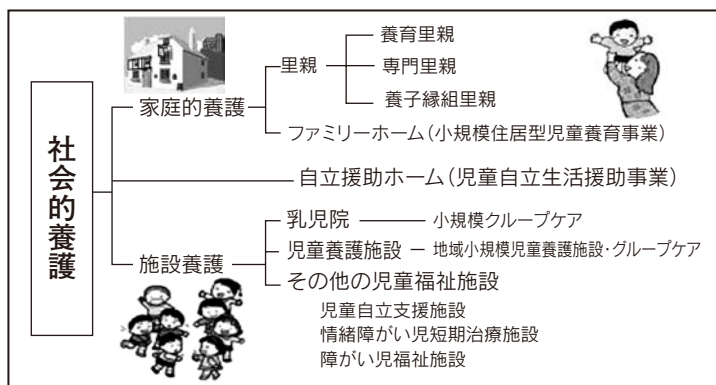 社会的養護
家庭的養護
里親
養育里親
専門里親
養子縁組里親
ファミリーホーム（小規模住居型児童養育事業）
自立援助ホーム（児童自立生活援助事業）
施設養護
乳児院
小規模クループケア
児童養護施設
地域小規模児童養護施設・グループケア
その他の児童福祉施設
児童自立支援施設
情緒障がい児短期治療施設
障がい児福祉施設